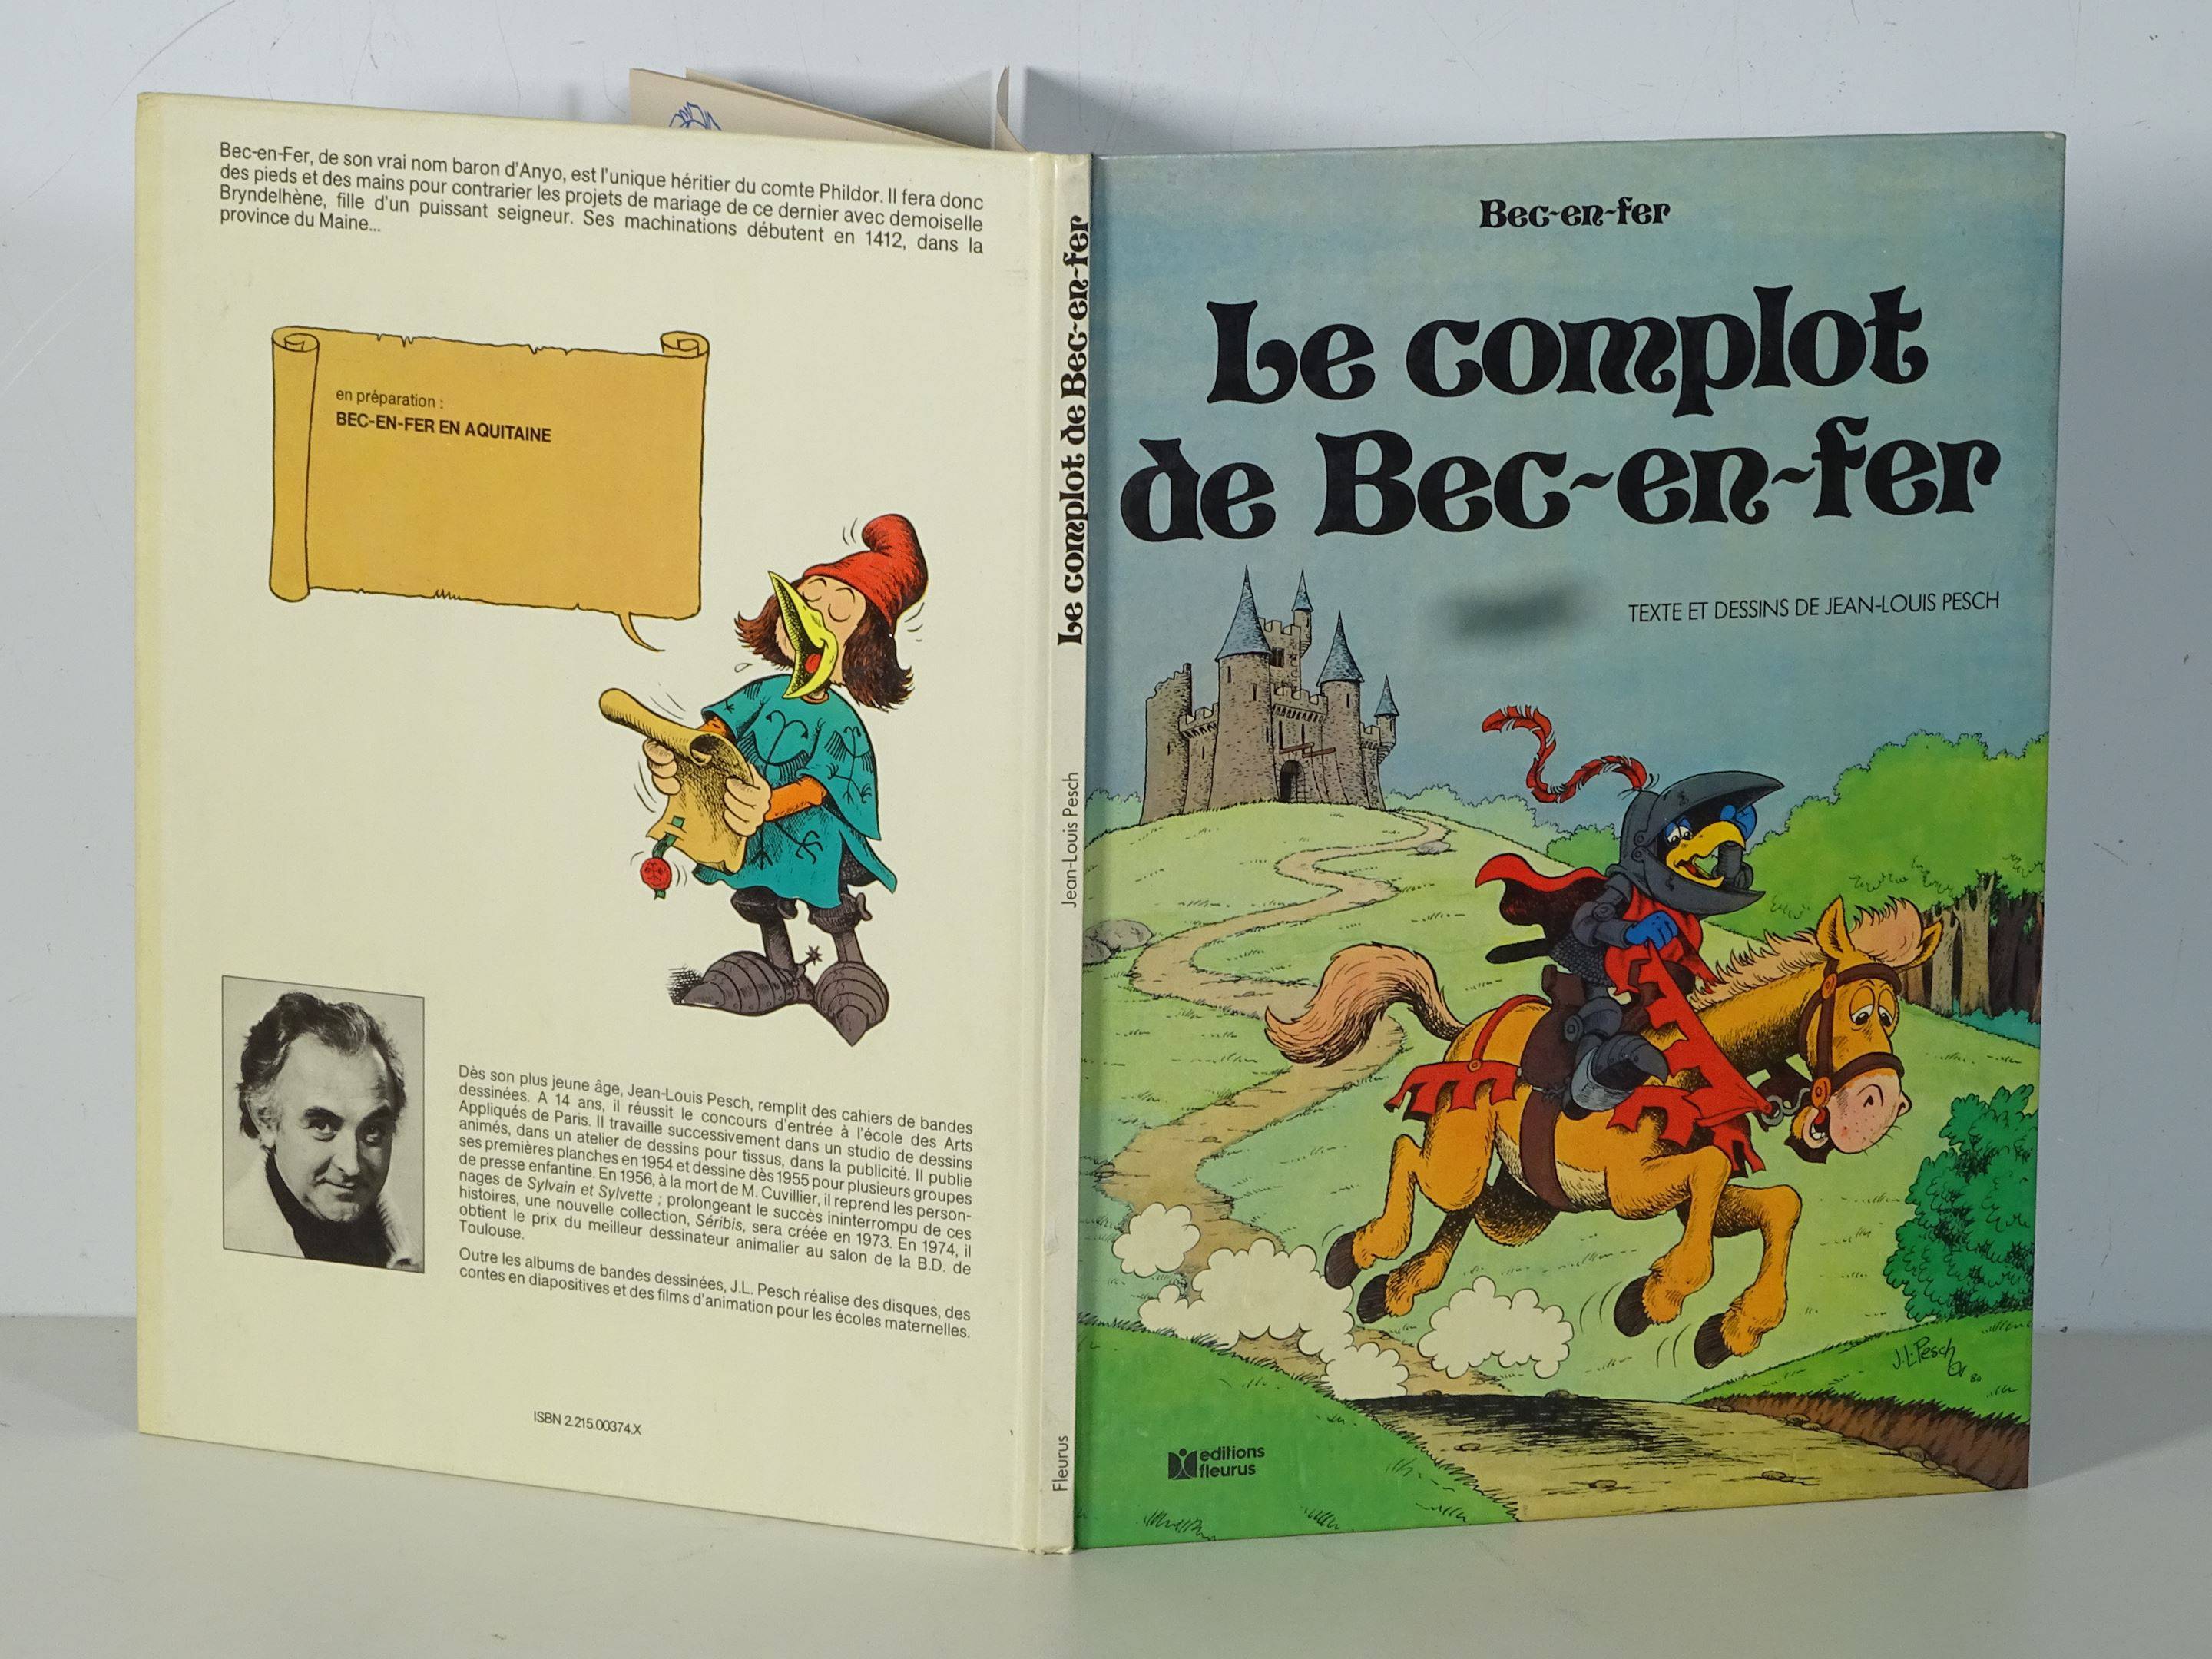 Bec-en-Fer, de son vrai nom baron d'Anyo, est l'unique héritier du comte Phildor. Il fera donc
des pieds et des mains pour contrarier les projets de mariage de ce dernier avec demoiselle
Bryndelhène, fille d'un puissant seigneur. Ses machinations débutent en 1412, dans la
province du Maine...
en préparation :
BEC-EN-FER EN AQUITAINE
Dès son plus jeune âge, Jean-Louis Pesch, remplit des cahiers de bandes
dessinées. A 14 ans, il réussit le concours d'entrée à l'école des Arts
Appliqués de Paris. Il travaille successivement dans un studio de dessins
animés, dans un atelier de dessins pour tissus, dans la publicité. Il publie
ses premières planches en 1954 et dessine dès 1955 pour plusieurs groupes
de presse enfantine. En 1956, à la mort de M. Cuvillier, il reprend les person-
nages de Sylvain et Sylvette ; prolongeant le succès ininterrompu de ces
histoires, une nouvelle collection, Séribis, sera créée en 1973. En 1974, il
obtient le prix du meilleur dessinateur animalier au salon de la B.D. de
Toulouse.
Outre les albums de bandes dessinées, J.L. Pesch réalise des disques, des
contes en diapositives et des films d'animation pour les écoles maternelles.
ISBN 2.215.00374.X
Le complot de Bec-en-fer
Jean-Louis Pesch
Fleurus
Bec-en-fer
Le complot
de Bec-en-fer
TEXTE ET DESSINS DE JEAN-LOUIS PESCH
J.L.Pesch
80
editions
fleurus